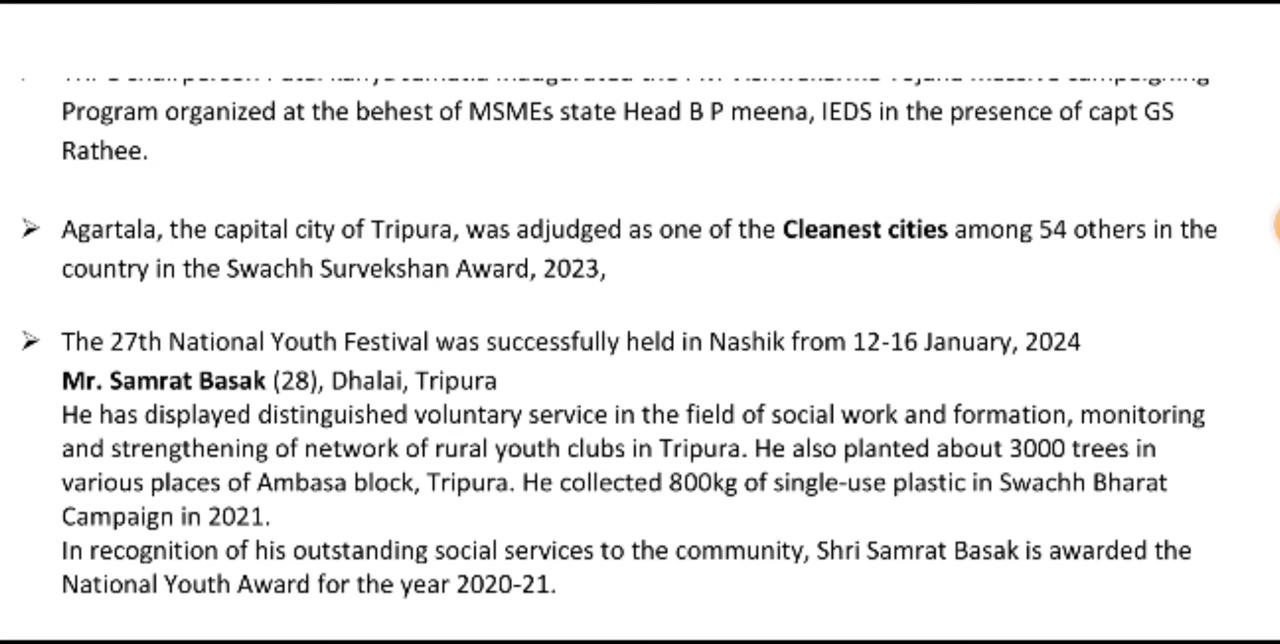 Program organized at the behest of MSMEs state Head B P meena, IEDS in the presence of capt GS
Rathee.
➢ Agartala, the capital city of Tripura, was adjudged as one of the Cleanest cities among 54 others in the
country in the Swachh Survekshan Award, 2023,
➢ The 27th National Youth Festival was successfully held in Nashik from 12-16 January, 2024
Mr. Samrat Basak (28), Dhalai, Tripura
He has displayed distinguished voluntary service in the field of social work and formation, monitoring
and strengthening of network of rural youth clubs in Tripura. He also planted about 3000 trees in
various places of Ambasa block, Tripura. He collected 800kg of single-use plastic in Swachh Bharat
Campaign in 2021.
In recognition of his outstanding social services to the community, Shri Samrat Basak is awarded the
National Youth Award for the year 2020-21.